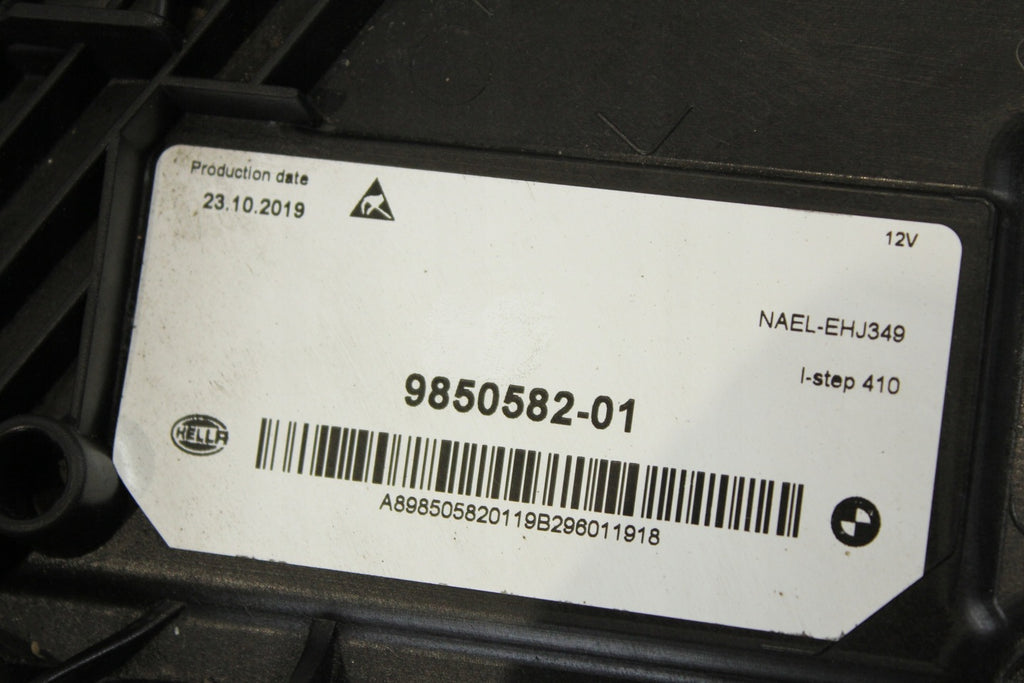 Production date
23.10.2019
12V
NAEL-EHJ349
I-step 410
9850582-01
HELLA
A898505820119B296011918